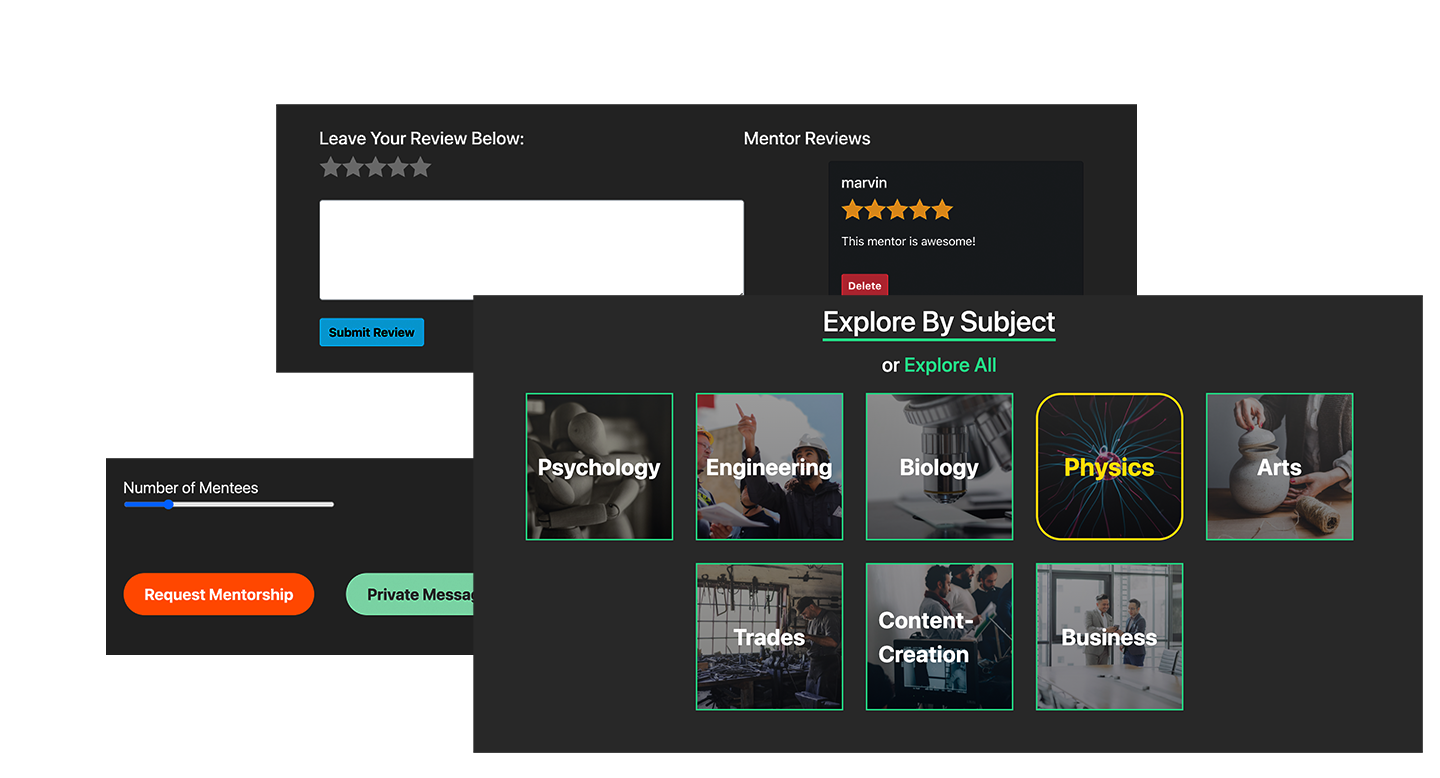 Leave Your Review Below:
Mentor Reviews
marvin
This mentor is awesome!
Delete
Submit Review
Explore By Subject
or Explore All
Psychology
Engineering
Biology
Physics
Arts
Trades
Content-
Creation
Business
Number of Mentees
Request Mentorship
Private Messag